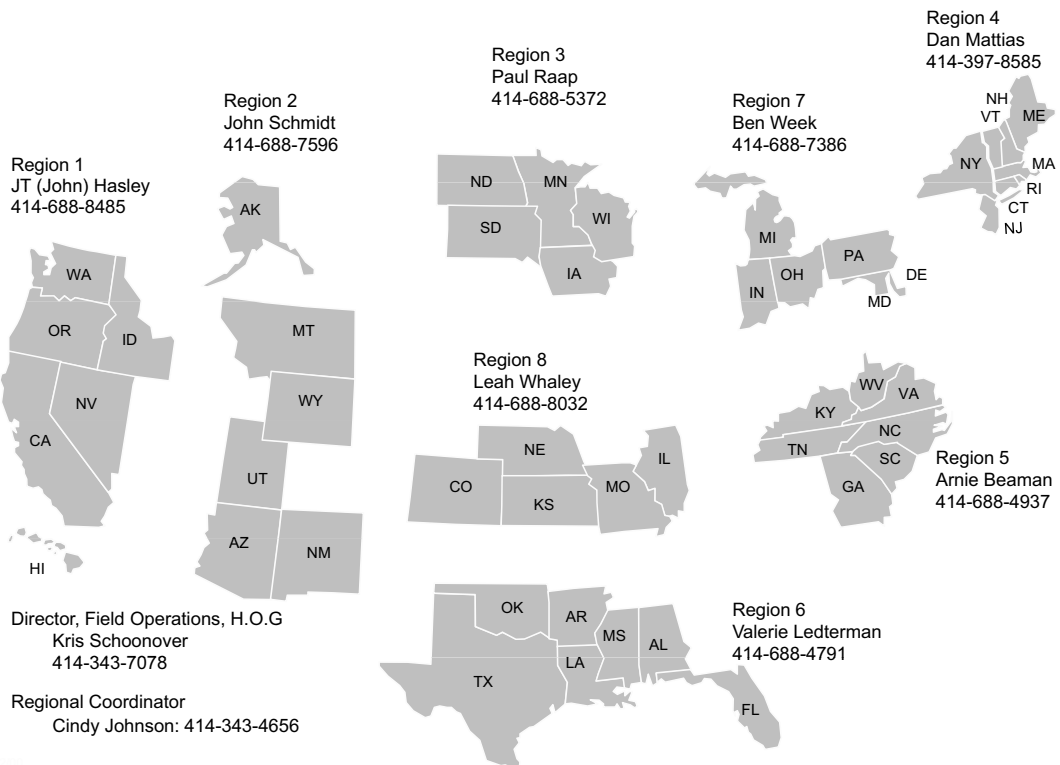 Region 1
JT (John) Hasley
414-688-8485
WA
OR
ID
NV
CA
HI
Region 2
John Schmidt
414-688-7596
AK
MT
WY
UT
AZ
NM
Region 3
Paul Raap
414-688-5372
ND
MN
SD
WI
IA
Region 7
Ben Week
414-688-7386
MI
IN
OH
PA
DE
MD
Region 4
Dan Mattias
414-397-8585
NH
VT
ME
NY
MA
RI
CT
NJ
Region 8
Leah Whaley
414-688-8032
NE
CO
KS
MO
IL
WV
VA
KY
NC
TN
SC
GA
Region 5
Arnie Beaman
414-688-4937
OK
AR
MS
AL
LA
TX
FL
Region 6
Valerie Ledterman
414-688-4791
Director, Field Operations, H.O.G
Kris Schoonover
414-343-7078
Regional Coordinator
Cindy Johnson: 414-343-4656